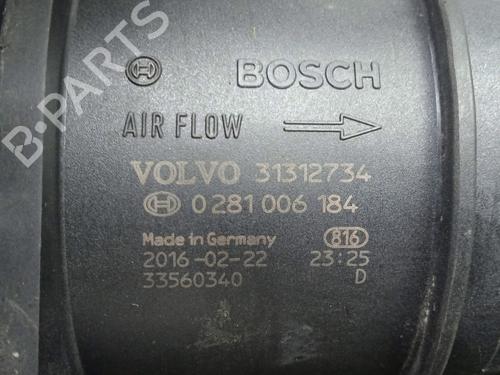 B-PARTS
BOSCH
AIR FLOW
VOLVO 31312734
0 281 006 184
Made in Germany 816
2016-02-22 23:25
33560340 D